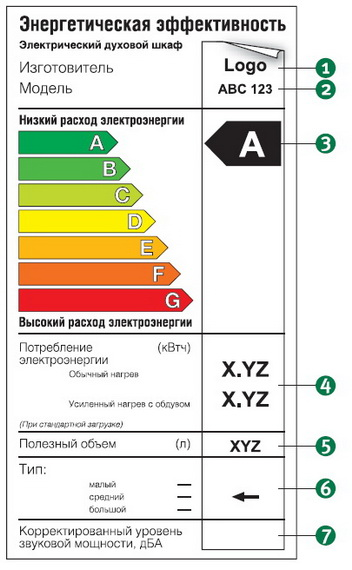 Энергетическая эффективность
Электрический духовой шкаф
Изготовитель Logo 1
Модель ABC 123 2
Низкий расход электроэнергии
A A 3
B
C
D
E
F
G
Высокий расход электроэнергии
Потребление (кВтч)
электроэнергии
Обычный нагрев X.YZ
4
Усиленный нагрев с обдувом X.YZ
(При стандартной загрузке)
Полезный объем (л) XYZ 5
Тип:
малый — 6
средний —
большой —
Корректированный уровень 7
звуковой мощности, дБА